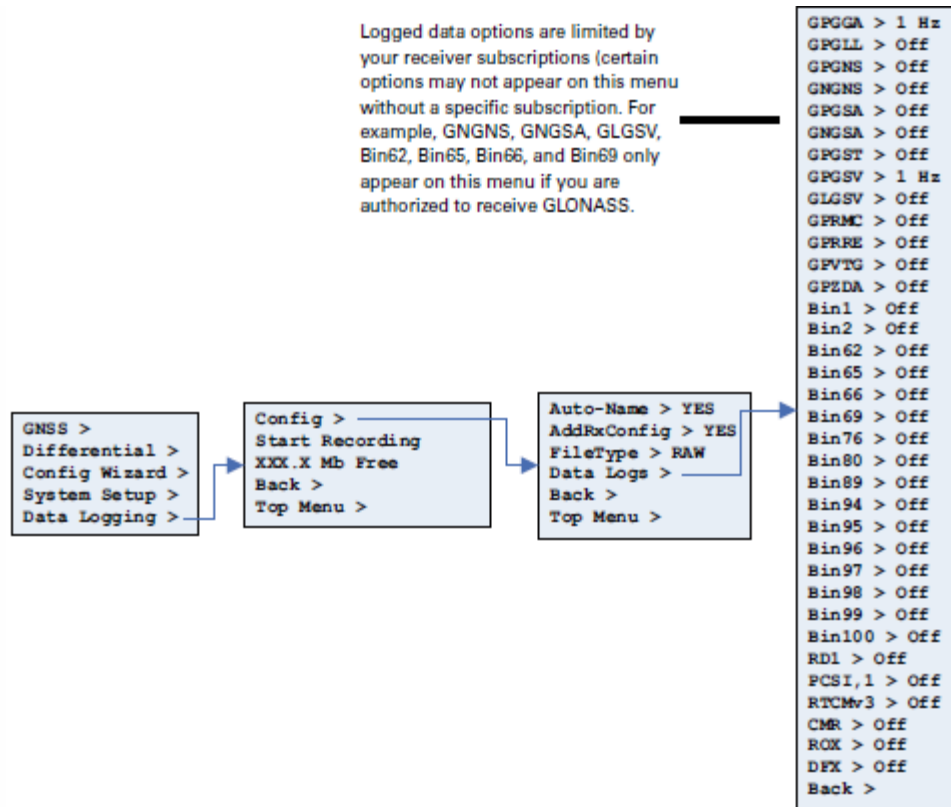 Logged data options are limited by
your receiver subscriptions (certain
options may not appear on this menu
without a specific subscription. For
example, GNGNS, GNGSA, GLGSV,
Bin62, Bin65, Bin66, and Bin69 only
appear on this menu if you are
authorized to receive GLONASS.
GNSS >
Differential >
Config Wizard >
System Setup >
Data Logging >
Config >
Start Recording
XXX.X Mb Free
Back >
Top Menu >
Auto-Name > YES
AddRxConfig > YES
FileType > RAW
Data Logs >
Back >
Top Menu >
GPGGA > 1 Hz
GPGLL > Off
GPGNS > Off
GNGNS > Off
GPGSA > Off
GNGSA > Off
GPGST > Off
GPGSV > 1 Hz
GLGSV > Off
GPRMC > Off
GPRRE > Off
GPVTG > Off
GPZDA > Off
Bin1 > Off
Bin2 > Off
Bin62 > Off
Bin65 > Off
Bin66 > Off
Bin69 > Off
Bin76 > Off
Bin80 > Off
Bin89 > Off
Bin94 > Off
Bin95 > Off
Bin96 > Off
Bin97 > Off
Bin98 > Off
Bin99 > Off
Bin100 > Off
RD1 > Off
PCSI,1 > Off
RTCMv3 > Off
CMR > Off
ROX > Off
DFX > Off
Back >